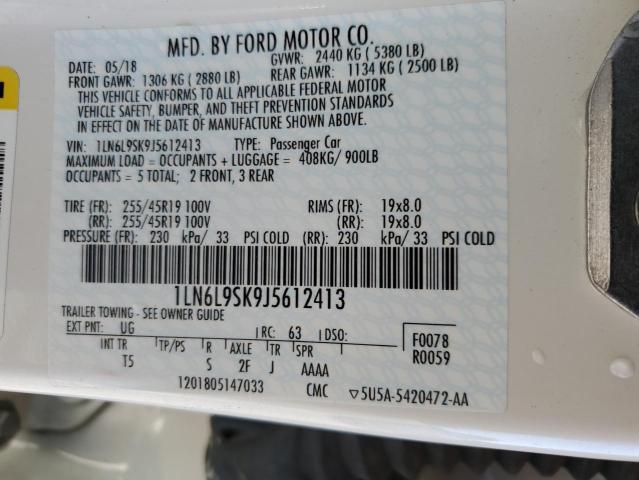 MFD. BY FORD MOTOR CO.
DATE: 05/18 GVWR: 2440 KG ( 5380 LB)
FRONT GAWR: 1306 KG ( 2880 LB) REAR GAWR: 1134 KG ( 2500 LB)
THIS VEHICLE CONFORMS TO ALL APPLICABLE FEDERAL MOTOR
VEHICLE SAFETY, BUMPER, AND THEFT PREVENTION STANDARDS
IN EFFECT ON THE DATE OF MANUFACTURE SHOWN ABOVE.
VIN: 1LN6L9SK9J5612413 TYPE: Passenger Car
MAXIMUM LOAD = OCCUPANTS + LUGGAGE = 408KG/ 900LB
OCCUPANTS = 5 TOTAL; 2 FRONT, 3 REAR
TIRE (FR): 255/45R19 100V RIMS (FR): 19x8.0
(RR): 255/45R19 100V (RR): 19x8.0
PRESSURE (FR): 230 kPa/ 33 PSI COLD (RR): 230 kPa/ 33 PSI COLD
1LN6L9SK9J5612413
TRAILER TOWING - SEE OWNER GUIDE
EXT PNT: UG RC: 63 DSO: F0078
INT TR TP/PS R AXLE TR SPR R0059
T5 S 2F J AAAA
1201805147033 CMC ▽5U5A-5420472-AA